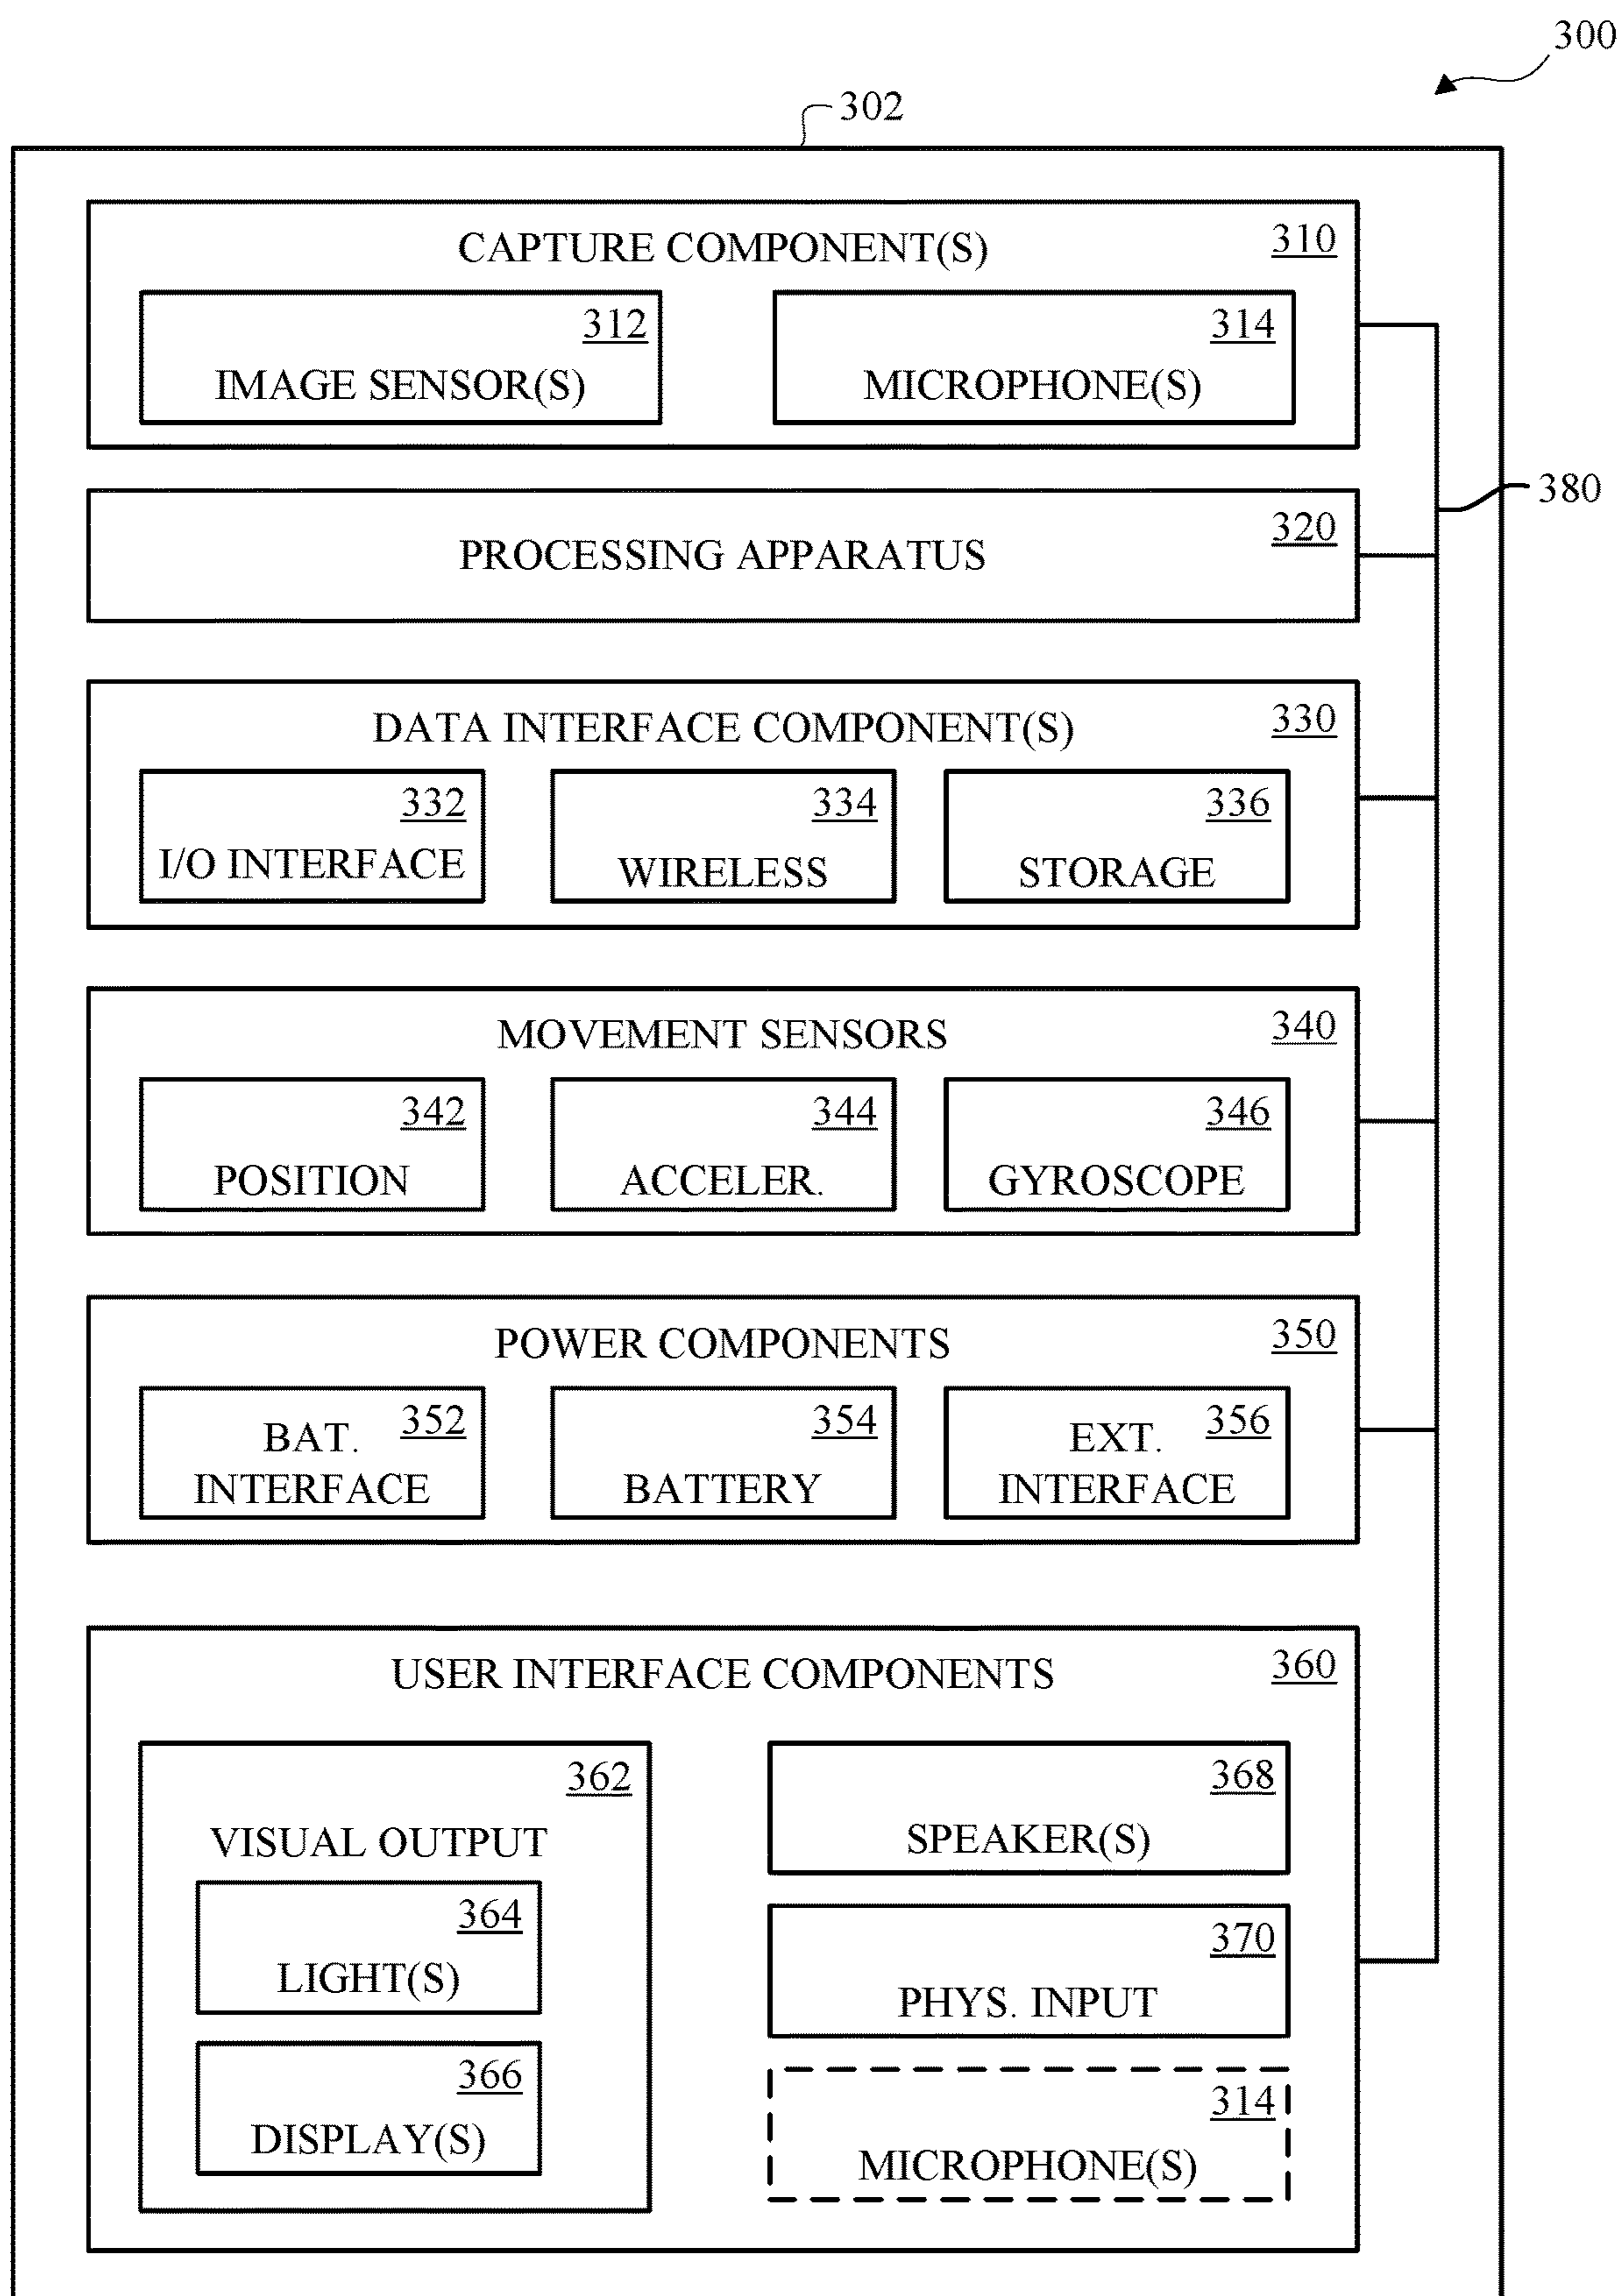 300
302
CAPTURE COMPONENT(S) 310
312
IMAGE SENSOR(S)
314
MICROPHONE(S)
380
PROCESSING APPARATUS 320
DATA INTERFACE COMPONENT(S) 330
332
I/O INTERFACE
334
WIRELESS
336
STORAGE
MOVEMENT SENSORS 340
342
POSITION
344
ACCELER.
346
GYROSCOPE
POWER COMPONENTS 350
BAT. 352
INTERFACE
354
BATTERY
EXT. 356
INTERFACE
USER INTERFACE COMPONENTS 360
362
VISUAL OUTPUT
364
LIGHT(S)
366
DISPLAY(S)
368
SPEAKER(S)
370
PHYS. INPUT
314
MICROPHONE(S)